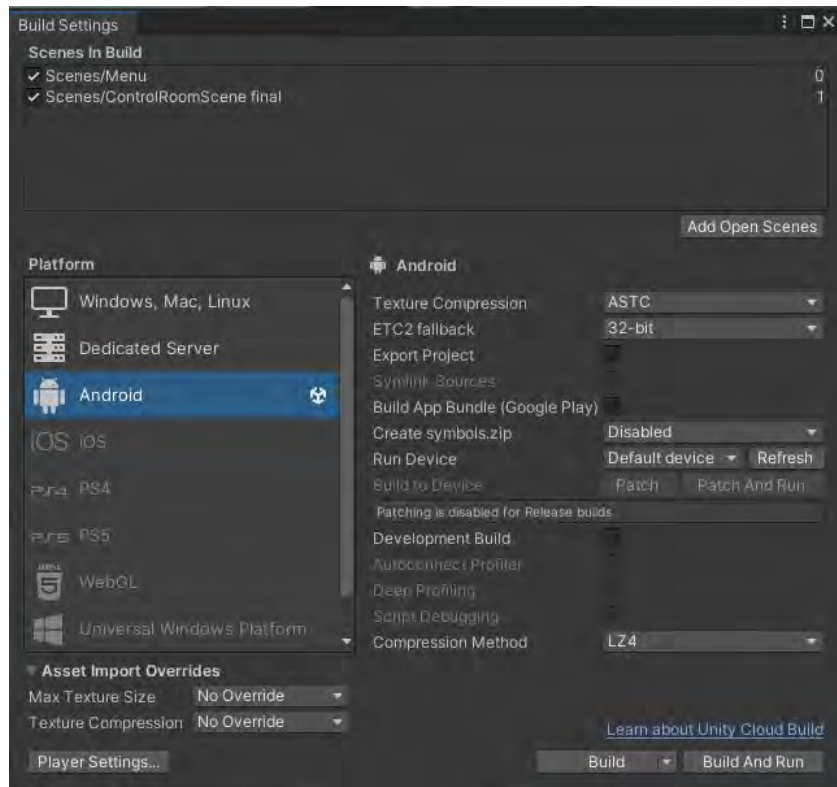 Build Settings
Scenes In Build
Scenes/Menu 0
Scenes/ControlRoomScene final 1
Add Open Scenes
Platform
Windows, Mac, Linux
Dedicated Server
Android
iOS iOS
PS4 PS4
PS5 PS5
HTML 5 WebGL
Universal Windows Platform
Android
Texture Compression ASTC
ETC2 fallback 32-bit
Export Project
Symlink Sources
Build App Bundle (Google Play)
Create symbols.zip Disabled
Run Device Default device Refresh
Build to Device Patch Patch And Run
Patching is disabled for Release builds
Development Build
Autoconnect Profiler
Deep Profiling
Script Debugging
Compression Method LZ4
Asset Import Overrides
Max Texture Size No Override
Texture Compression No Override
Learn about Unity Cloud Build
Player Settings... Build Build And Run